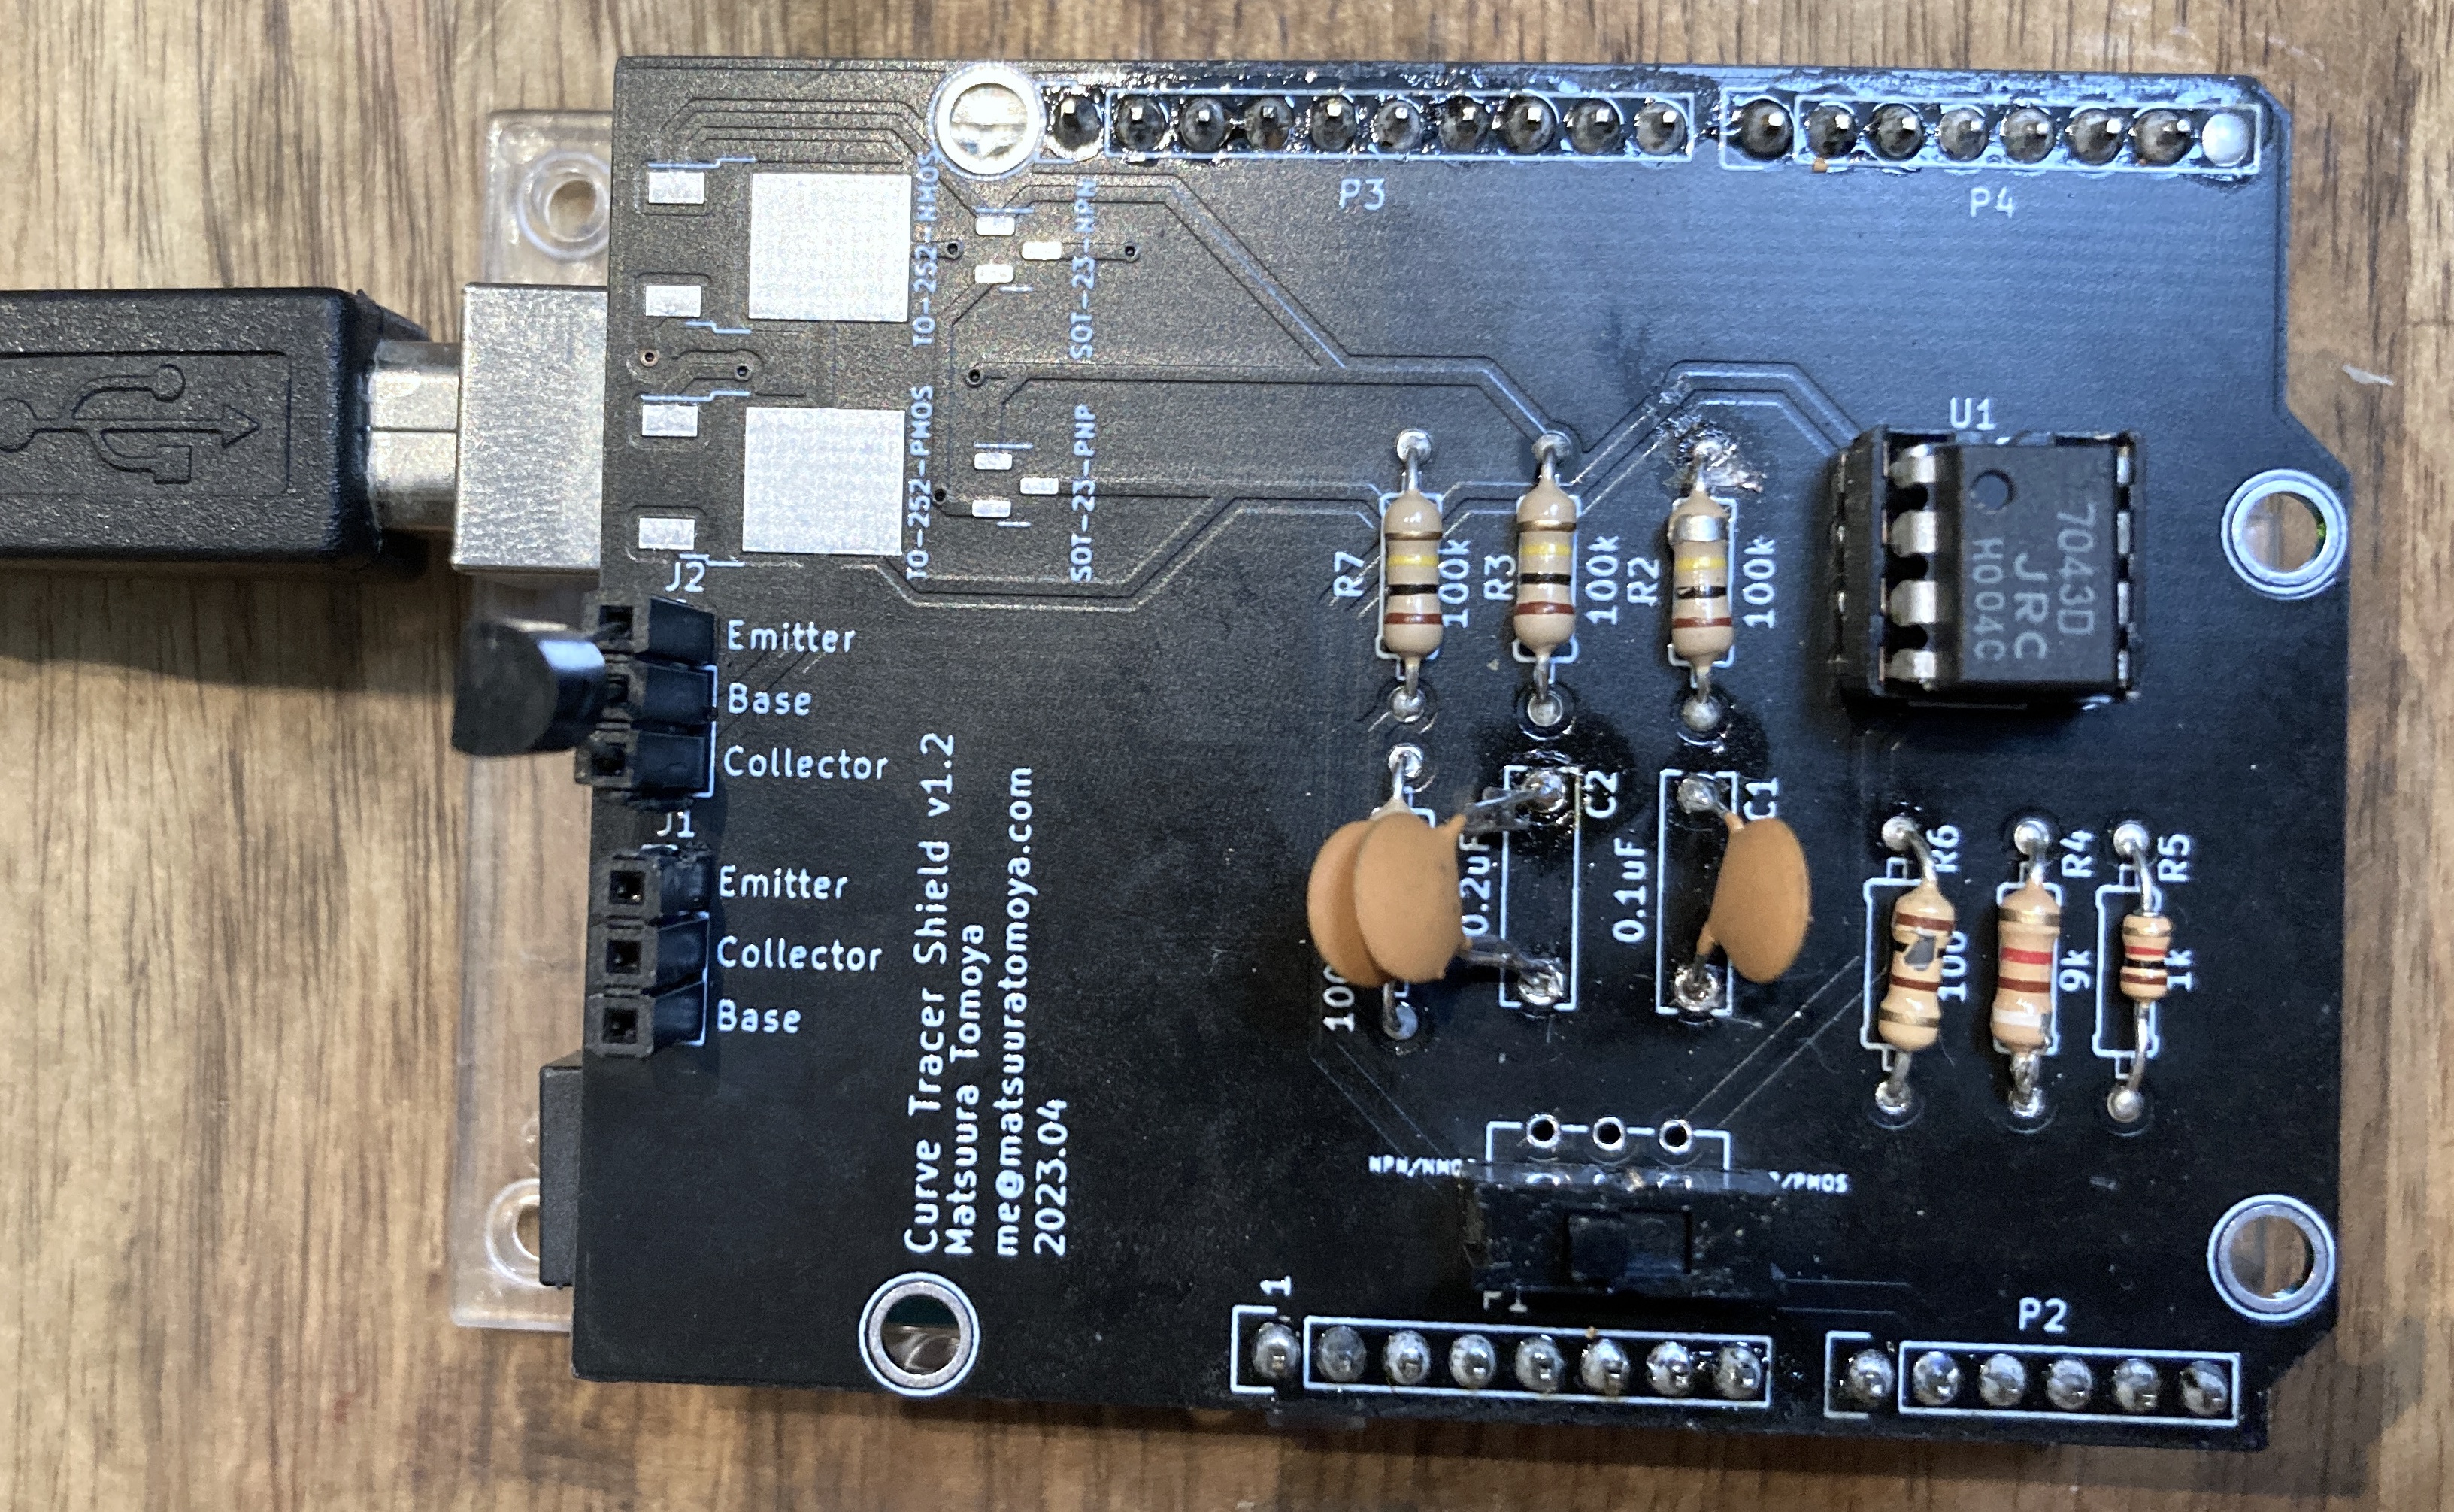 P3
P4
TO-252-NMOS
SOT-23-NPN
TO-252-PMOS
SOT-23-PNP
U1
7043D
JRC
H004C
R7
100k
R3
100k
R2
100k
J2
Emitter
Base
Collector
J1
Emitter
Collector
Base
Curve Tracer Shield v1.2
Matsuura Tomoya
me@matsuuratomoya.com
2023.04
C2
0.2uF
C1
0.1uF
R6
100
R4
9k
R5
1k
/PMOS
1
P1
P2